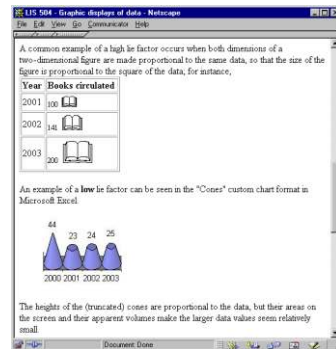 LIS 504 - Graphic displays of data - Netscape
File Edit View Go Communicator Help
A common example of a high lie factor occurs when both dimensions of a
two-dimensional figure are made proportional to the same data, so that the size of the
figure is proportional to the square of the data; for instance,
Year Books circulated
2001 100
2002 141
2003 200
An example of a low lie factor can be seen in the "Cones" custom chart format in
Microsoft Excel
44
23 24 25
2000 2001 2002 2003
The heights of the (truncated) cones are proportional to the data, but their areas on
the screen and their apparent volumes make the larger data values seem relatively
small
Document Done